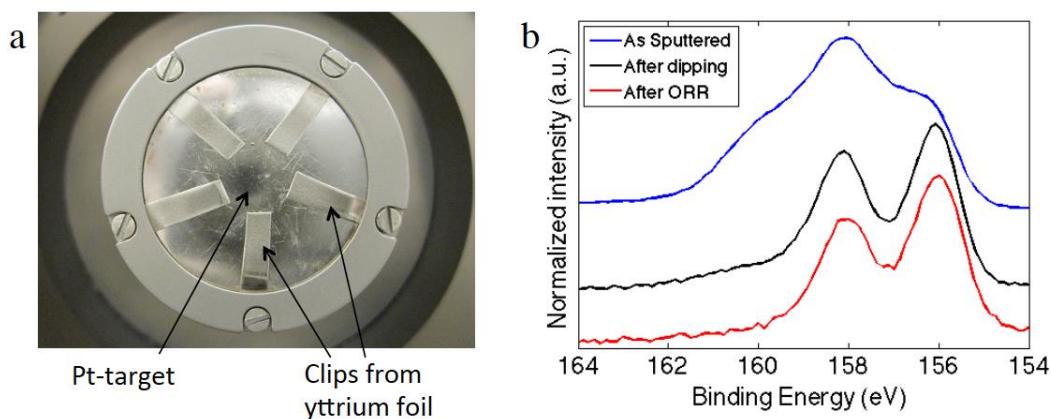 a
Pt-target
Clips from
yttrium foil
b
As Sputtered
After dipping
After ORR
Normalized intensity (a.u.)
164 162 160 158 156 154
Binding Energy (eV)